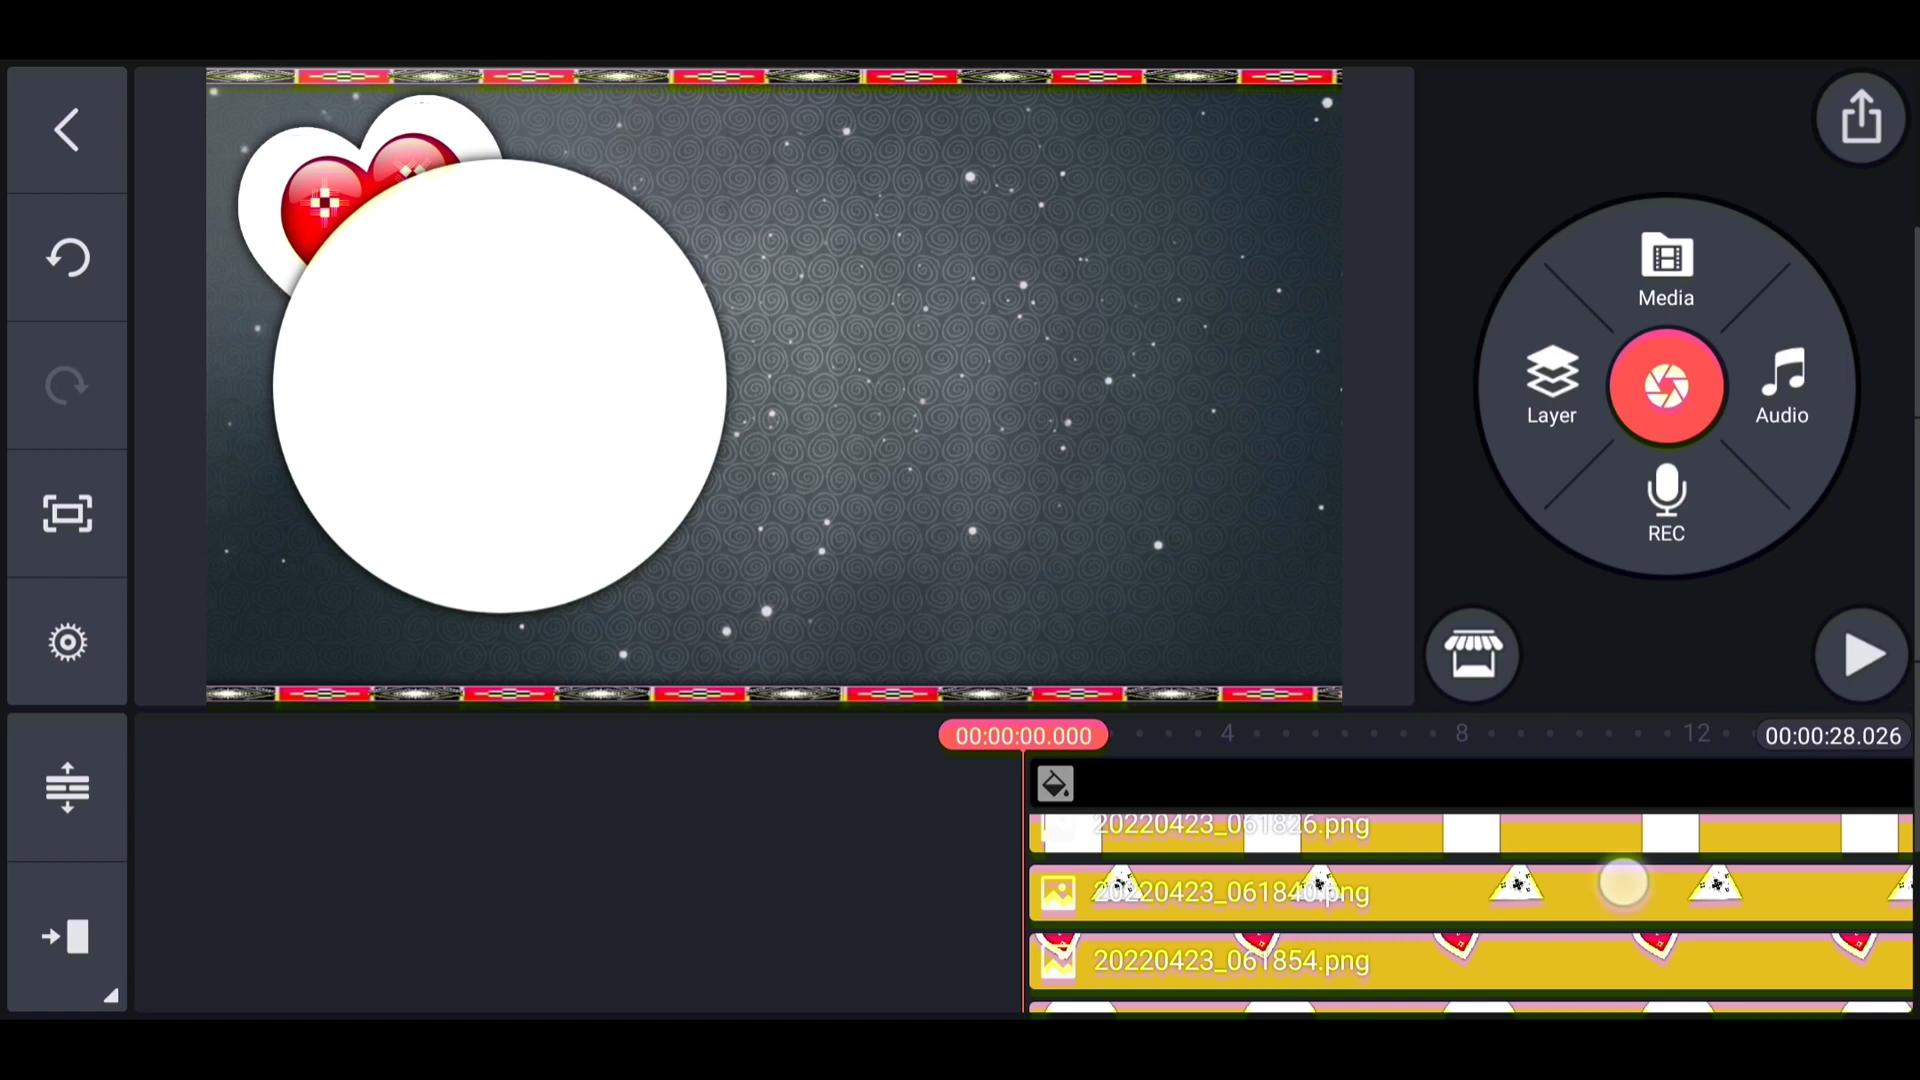 Media
Layer
Audio
REC
00:00:00.000
4
8
12
00:00:28.026
20220423_061826.png
20220423_061840.png
20220423_061854.png